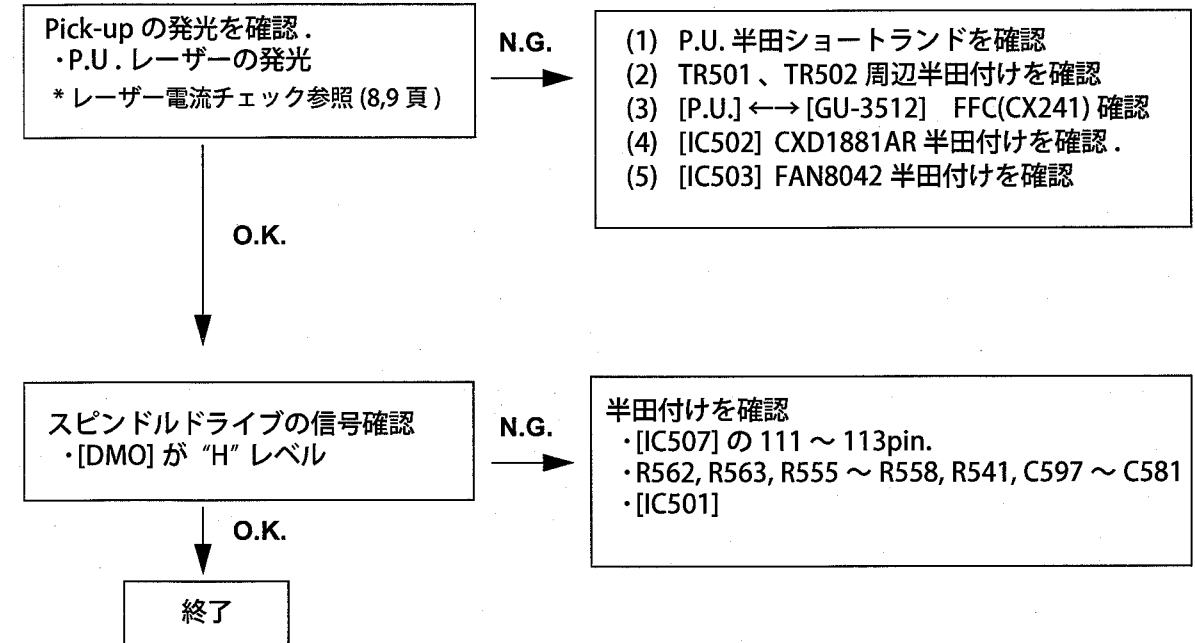 Pick-up の発光を確認 .
・P.U . レーザーの発光
* レーザー電流チェック参照 (8,9 頁 )
N.G.
(1) P.U. 半田ショートランドを確認
(2) TR501 、TR502 周辺半田付けを確認
(3) [P.U.] ←→ [GU-3512] FFC(CX241) 確認
(4) [IC502] CXD1881AR 半田付けを確認 .
(5) [IC503] FAN8042 半田付けを確認
O.K.
スピンドルドライブの信号確認
・[DMO] が “H” レベル
N.G.
半田付けを確認
・[IC507] の 111 ～ 113pin.
・R562, R563, R555 ～ R558, R541, C597 ～ C581
・[IC501]
O.K.
終了